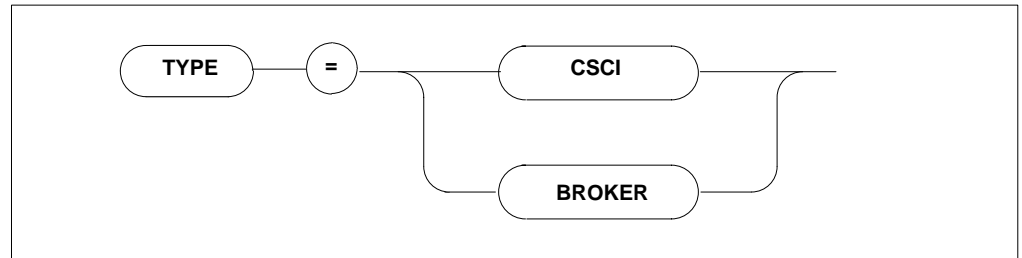 TYPE = CSCI
BROKER